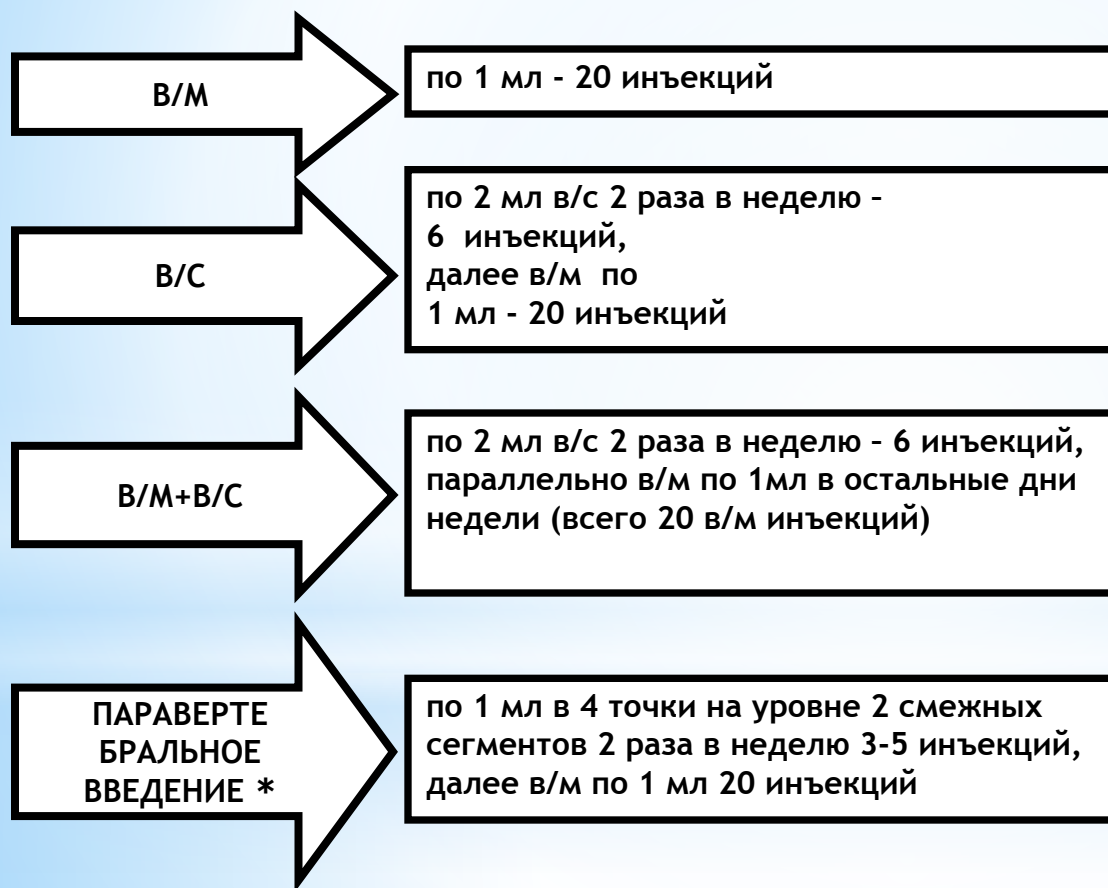 В/М
по 1 мл - 20 инъекций
В/С
по 2 мл в/с 2 раза в неделю –
6 инъекций,
далее в/м по
1 мл - 20 инъекций
В/М+В/С
по 2 мл в/с 2 раза в неделю – 6 инъекций,
параллельно в/м по 1мл в остальные дни
недели (всего 20 в/м инъекций)
ПАРАВЕРТЕ
БРАЛЬНОЕ
ВВЕДЕНИЕ *
по 1 мл в 4 точки на уровне 2 смежных
сегментов 2 раза в неделю 3-5 инъекций,
далее в/м по 1 мл 20 инъекций